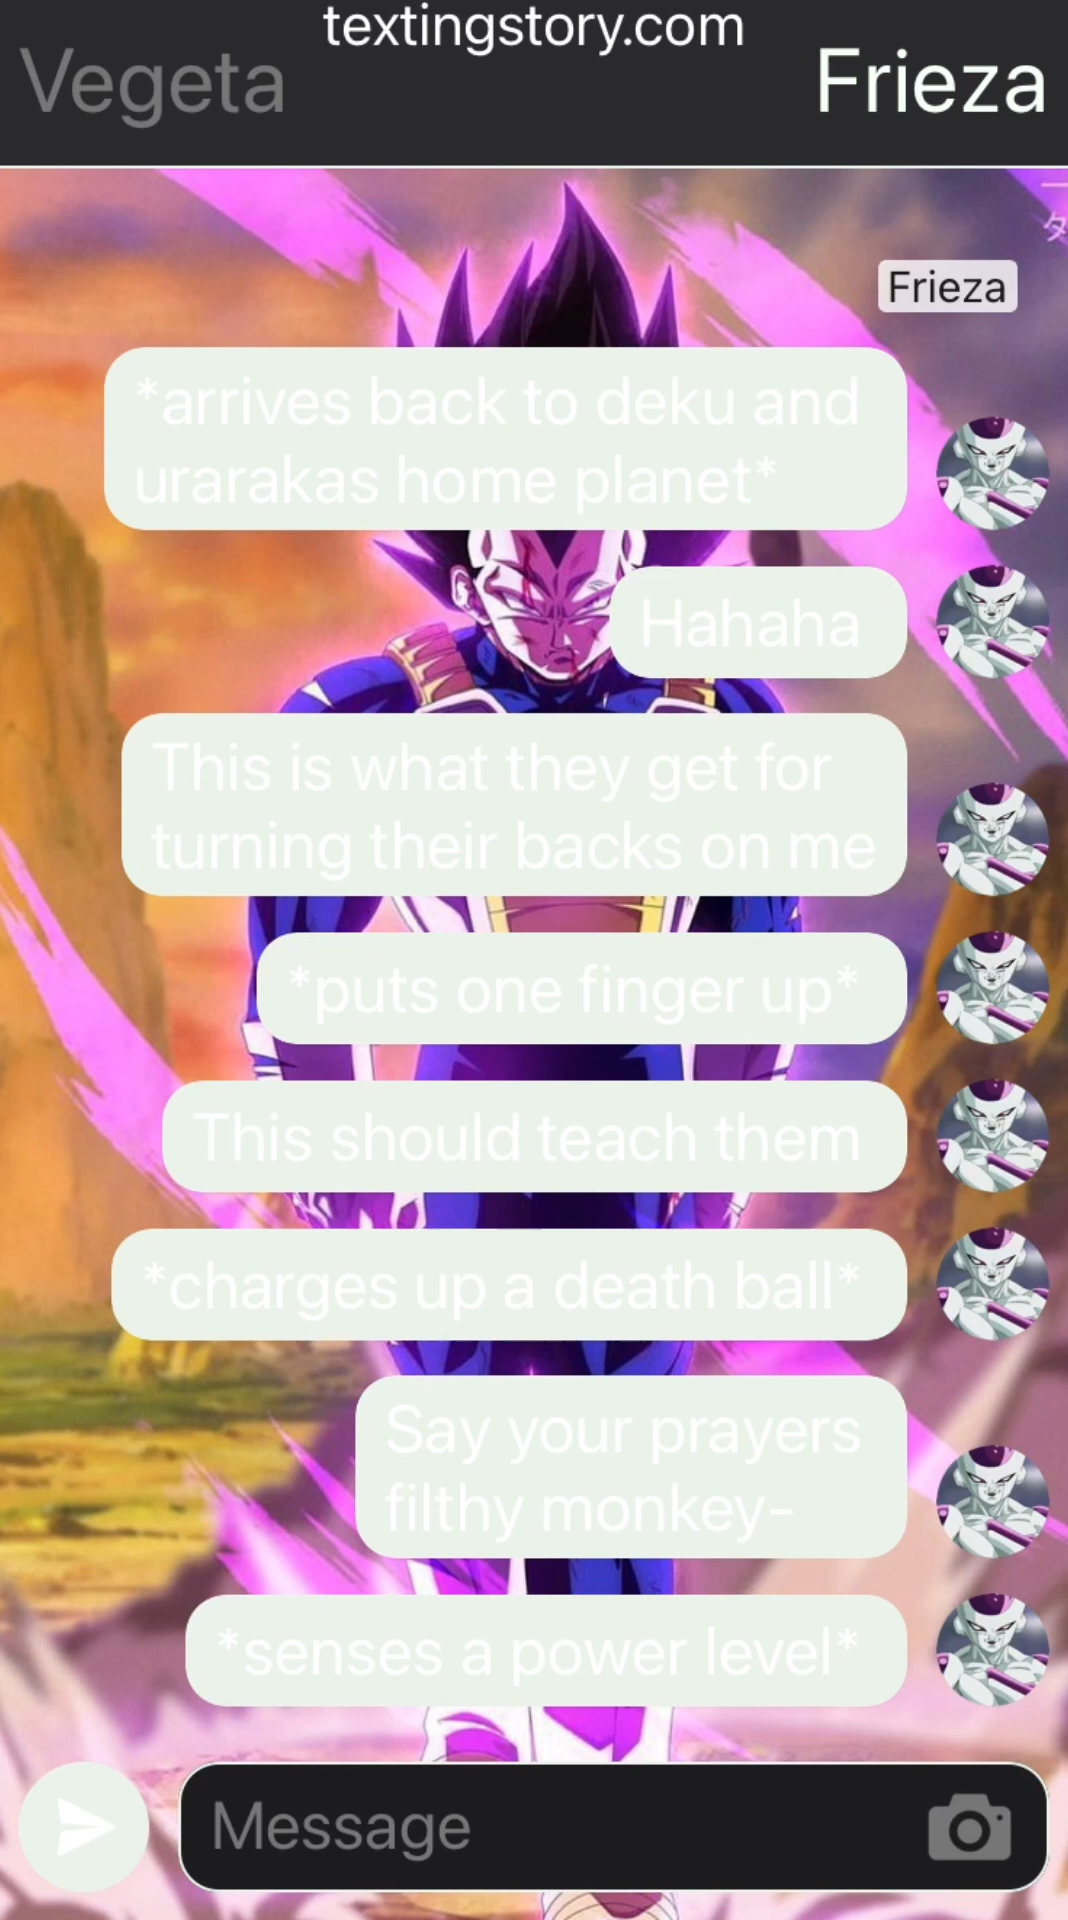 textingstory.com
Vegeta
Frieza
タ
Frieza
*arrives back to deku and
urarakas home planet*
Hahaha
This is what they get for
turning their backs on me
*puts one finger up*
This should teach them
*charges up a death ball*
Say your prayers
filthy monkey-
*senses a power level*
Message